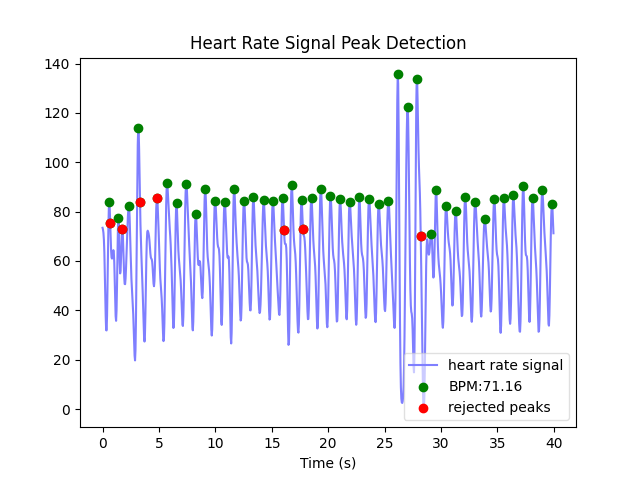 Heart Rate Signal Peak Detection
140
120
100
80
60
40
20
0
heart rate signal
BPM:71.16
rejected peaks
0 5 10 15 20 25 30 35 40
Time (s)